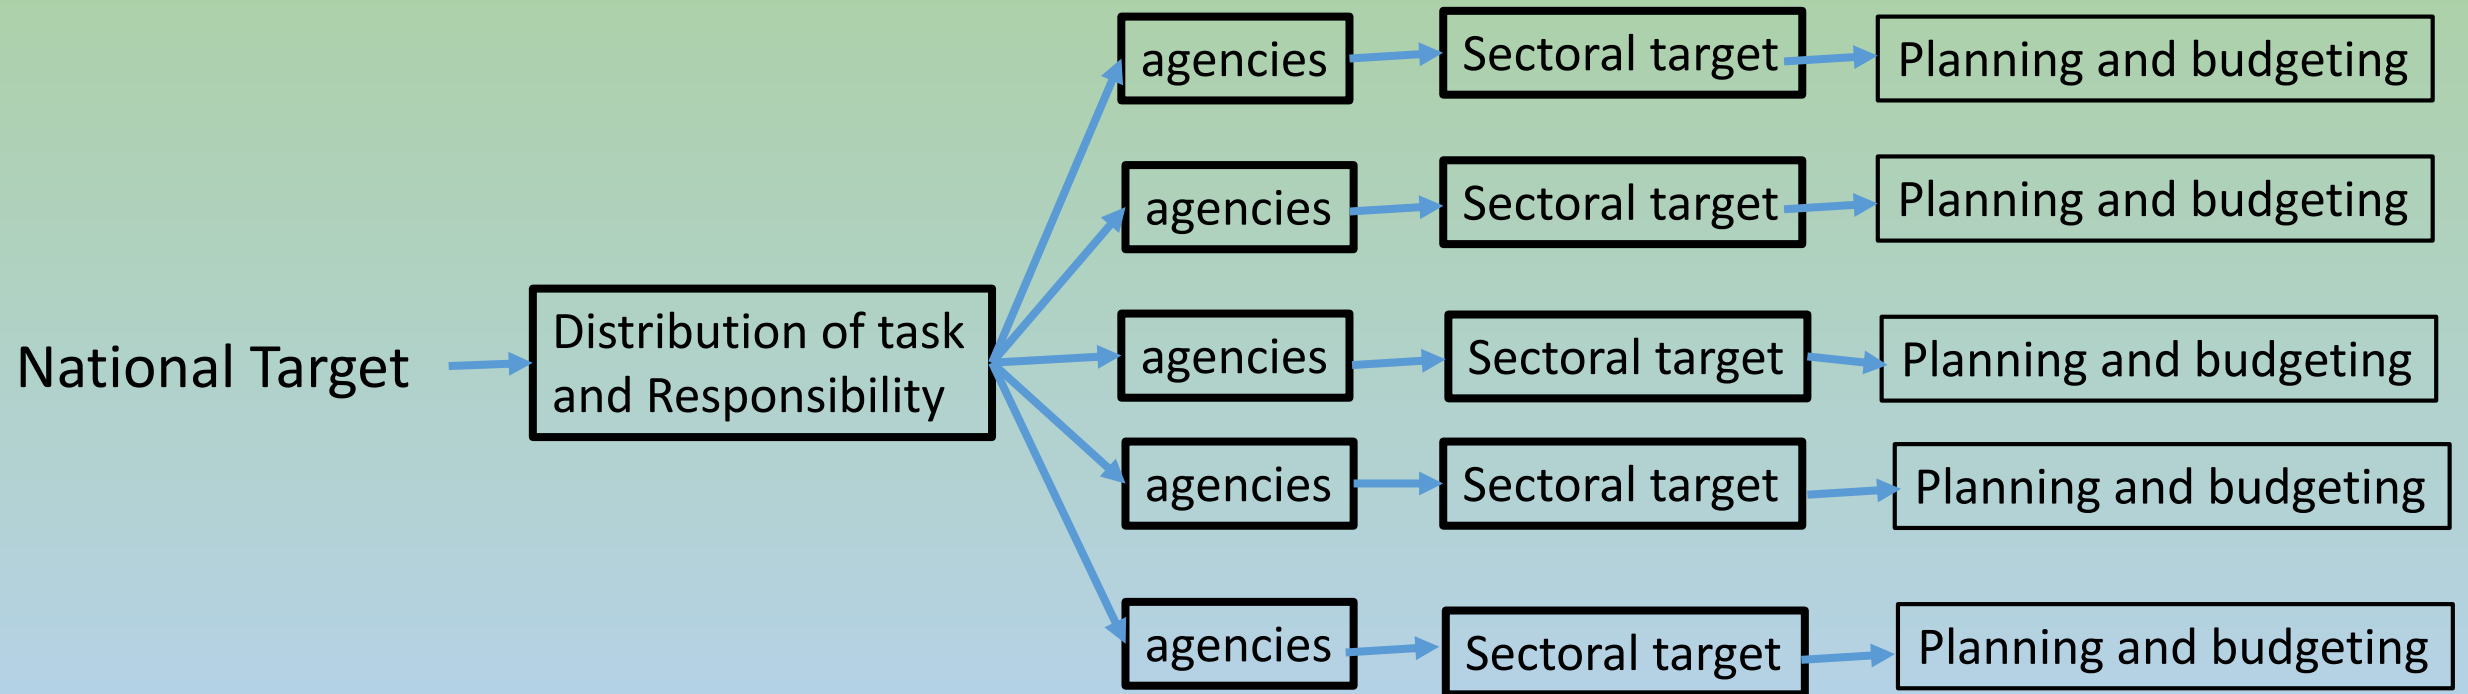 National Target
Distribution of task
and Responsibility
agencies
Sectoral target
Planning and budgeting
agencies
Sectoral target
Planning and budgeting
agencies
Sectoral target
Planning and budgeting
agencies
Sectoral target
Planning and budgeting
agencies
Sectoral target
Planning and budgeting